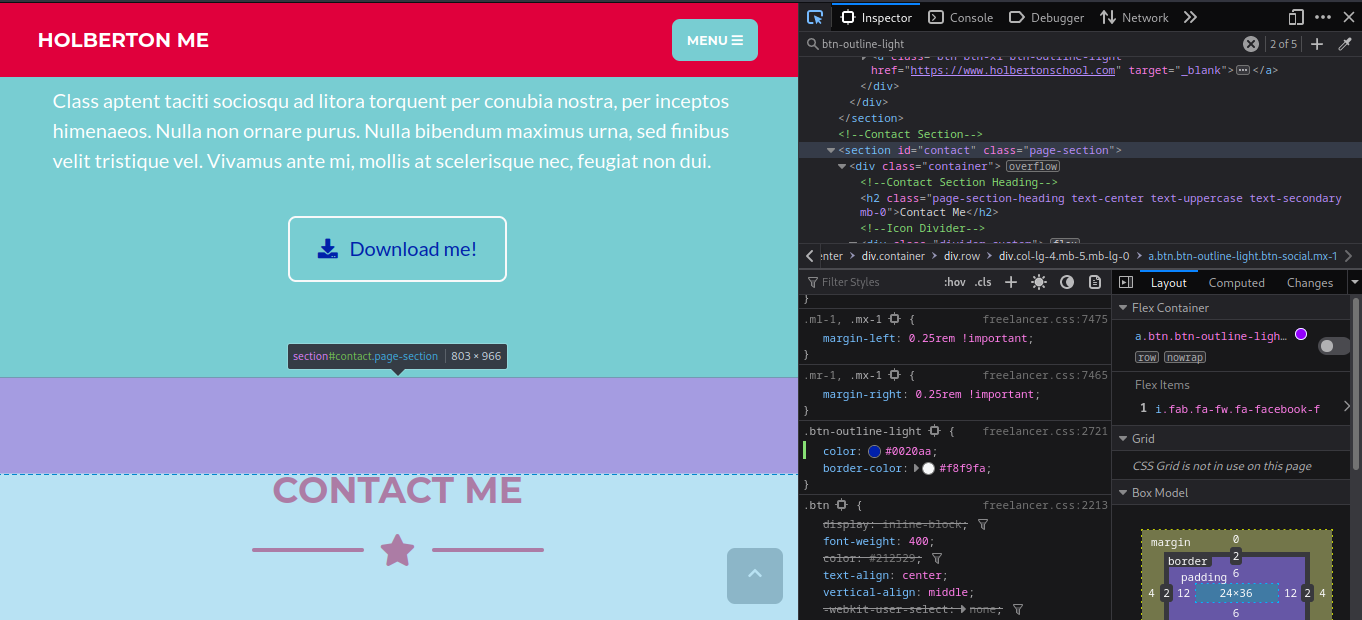 HOLBERTON ME
MENU
Class aptent taciti sociosqu ad litora torquent per conubia nostra, per inceptos
himenaeos. Nulla non ornare purus. Nulla bibendum maximus urna, sed finibus
velit tristique vel. Vivamus ante mi, mollis at scelerisque nec, feugiat non dui.
Download me!
section#contact.page-section 803 × 966
CONTACT ME
Inspector Console Debugger Network
btn-outline-light 2 of 5
href="https://www.holbertonschool.com" target="_blank"> </a>
</div>
</div>
</section>
<!--Contact Section-->
<section id="contact" class="page-section">
<div class="container"> overflow
<!--Contact Section Heading-->
<h2 class="page-section-heading text-center text-uppercase text-secondary
mb-0">Contact Me</h2>
<!--Icon Divider-->
<div class="divider-custom"> flex
enter div.container div.row div.col-lg-4.mb-5.mb-lg-0 a.btn.btn-outline-light.btn-social.mx-1
Filter Styles :hov .cls
}
.ml-1, .mx-1 { freelancer.css:7475
margin-left: 0.25rem !important;
}
.mr-1, .mx-1 { freelancer.css:7465
margin-right: 0.25rem !important;
}
.btn-outline-light { freelancer.css:2721
color: #0020aa;
border-color: #f8f9fa;
}
.btn { freelancer.css:2213
display: inline-block;
font-weight: 400;
color: #212529;
text-align: center;
vertical-align: middle;
-webkit-user-select: none;
Layout Computed Changes
Flex Container
a.btn.btn-outline-ligh…
row nowrap
Flex Items
1 i.fab.fa-fw.fa-facebook-f
Grid
CSS Grid is not in use on this page
Box Model
margin 0
border 2
padding 6
4 2 12 24×36 12 2 4
6